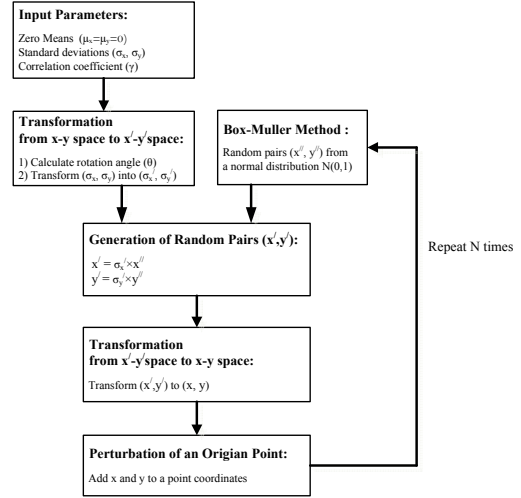 Input Parameters:
Zero Means (μx=μy=0)
Standard deviations (σx, σy)
Correlation coefficient (γ)
Transformation
from x-y space to x′-y′space:
1) Calculate rotation angle (θ)
2) Transform (σx, σy) into (σx′, σy′)
Box-Muller Method :
Random pairs (x′′, y′′) from
a normal distribution N(0,1)
Generation of Random Pairs (x′,y′):
x′ = σx′×x′′
y′ = σy′×y′′
Repeat N times
Transformation
from x′-y′space to x-y space:
Transform (x′,y′) to (x, y)
Perturbation of an Origian Point:
Add x and y to a point coordinates